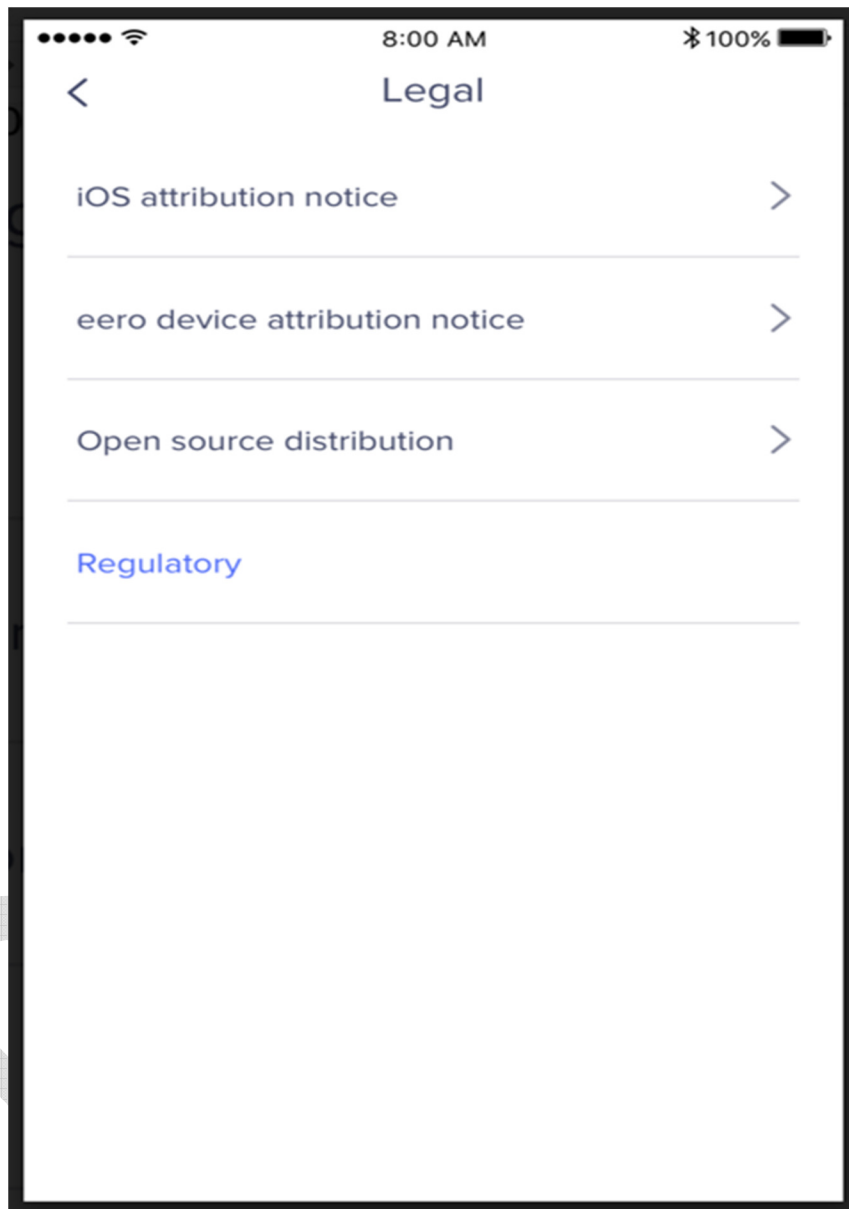 8:00 AM
100%
Legal
iOS attribution notice
eero device attribution notice
Open source distribution
Regulatory